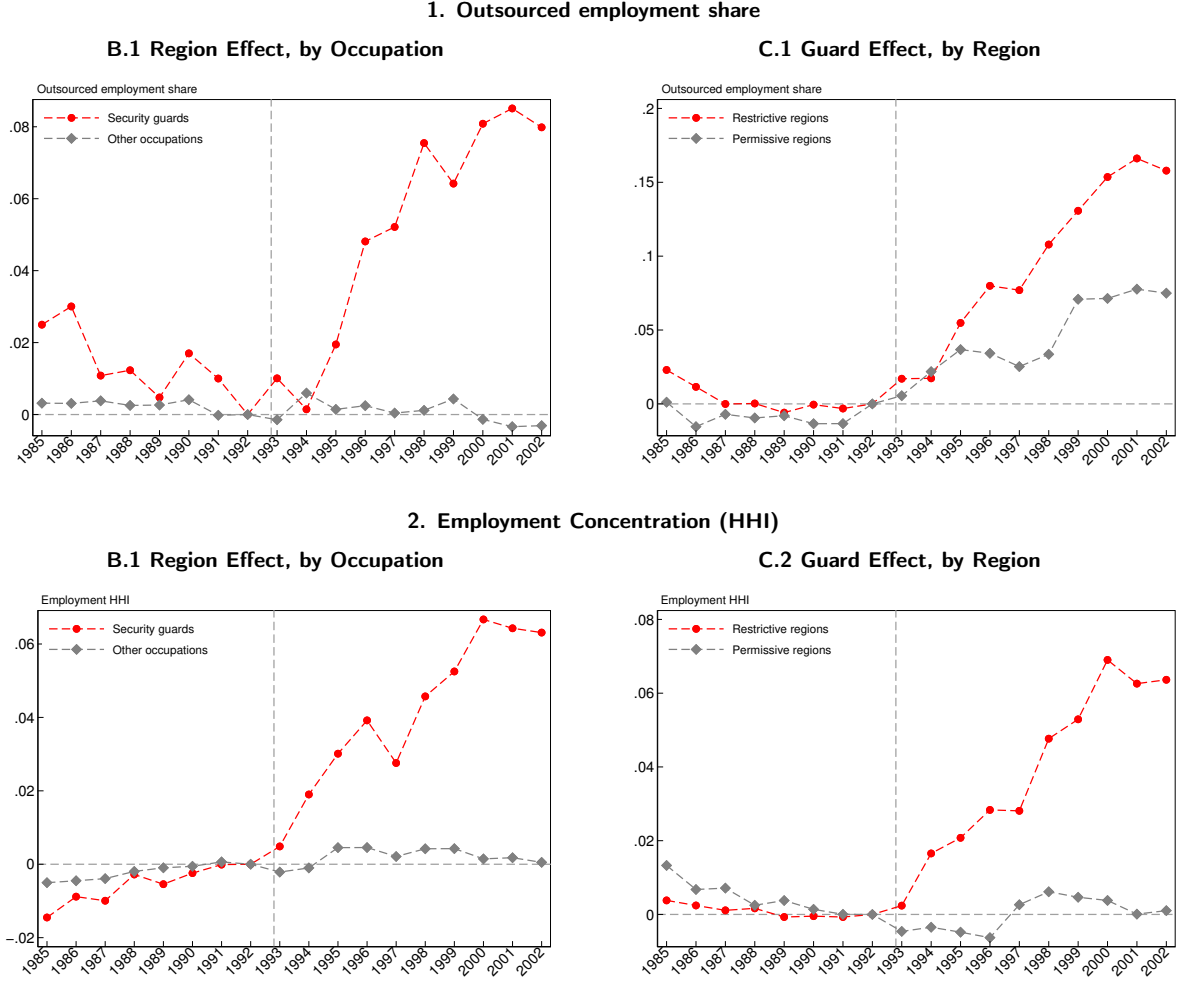 1. Outsourced employment share
B.1 Region Effect, by Occupation
Outsourced employment share
Security guards
Other occupations
.08
.06
.04
.02
0
1985 1986 1987 1988 1989 1990 1991 1992 1993 1994 1995 1996 1997 1998 1999 2000 2001 2002
C.1 Guard Effect, by Region
Outsourced employment share
Restrictive regions
Permissive regions
.2
.15
.1
.05
0
1985 1986 1987 1988 1989 1990 1991 1992 1993 1994 1995 1996 1997 1998 1999 2000 2001 2002
2. Employment Concentration (HHI)
B.1 Region Effect, by Occupation
Employment HHI
Security guards
Other occupations
.06
.04
.02
0
-.02
1985 1986 1987 1988 1989 1990 1991 1992 1993 1994 1995 1996 1997 1998 1999 2000 2001 2002
C.2 Guard Effect, by Region
Employment HHI
Restrictive regions
Permissive regions
.08
.06
.04
.02
0
1985 1986 1987 1988 1989 1990 1991 1992 1993 1994 1995 1996 1997 1998 1999 2000 2001 2002